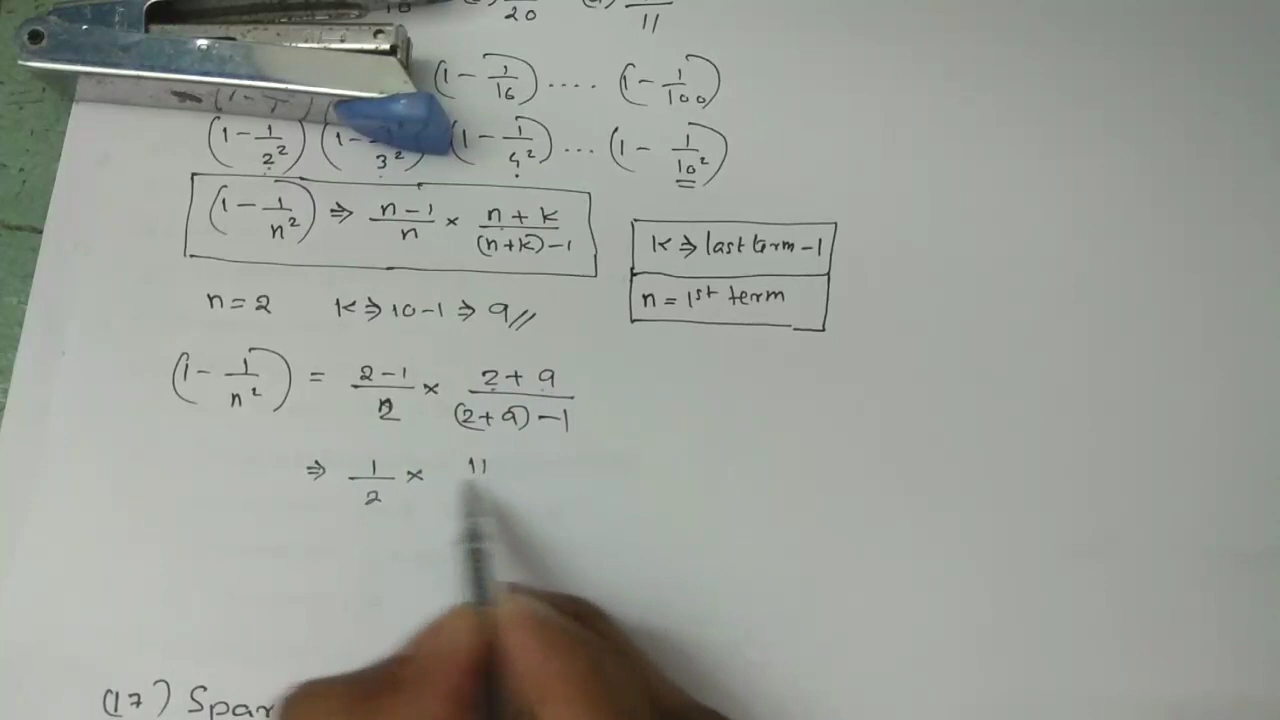 20 11
(1 - 1/16) .... (1 - 1/100)
(1 - 1/2²) (1 - 1/3²) (1 - 1/4²) ... (1 - 1/10²)
(1 - 1/n²) ⇒ n-1/n × n+k/(n+k)-1
k ⇒ last term - 1
n = 1st term
n = 2 k ⇒ 10-1 ⇒ 9//
(1 - 1/n²) = 2-1/2 × 2+9/(2+9)-1
⇒ 1/2 × 11
(17) Spar